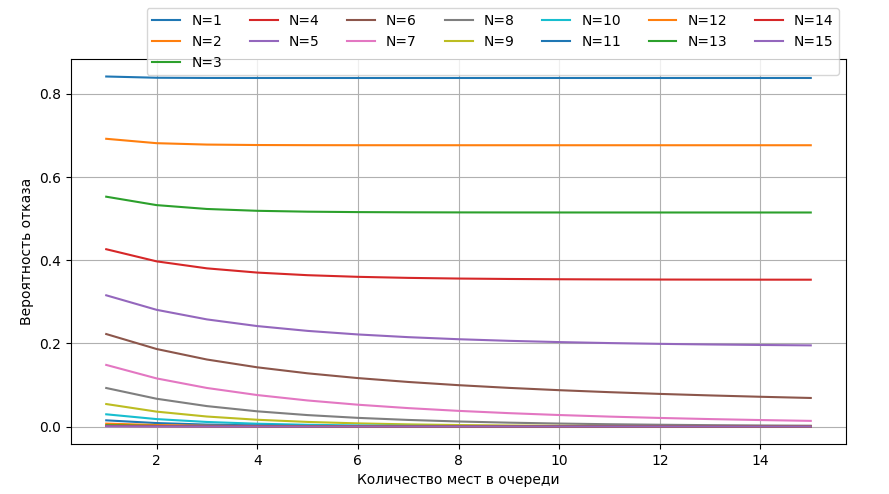 N=1 N=4 N=6 N=8 N=10 N=12 N=14
N=2 N=5 N=7 N=9 N=11 N=13 N=15
N=3
0.8
0.6
0.4
0.2
0.0
Вероятность отказа
2 4 6 8 10 12 14
Количество мест в очереди